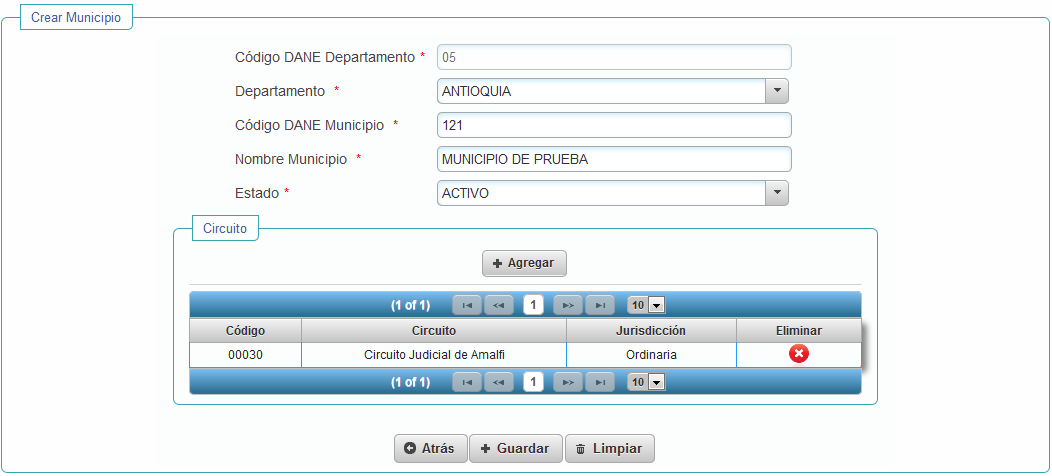 Crear Municipio
Código DANE Departamento * 05
Departamento * ANTIOQUIA
Código DANE Municipio * 121
Nombre Municipio * MUNICIPIO DE PRUEBA
Estado * ACTIVO
Circuito
Agregar
(1 of 1) 1 10
Código Circuito Jurisdicción Eliminar
00030 Circuito Judicial de Amalfi Ordinaria
(1 of 1) 1 10
Atrás Guardar Limpiar